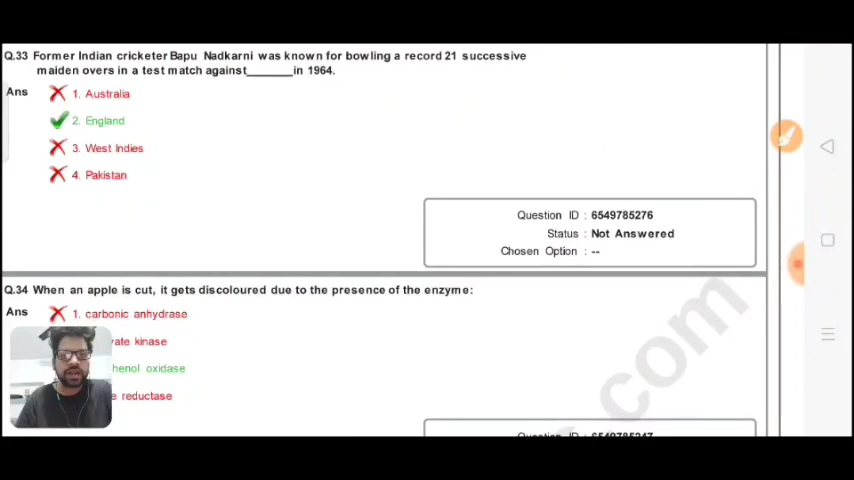 Q.33 Former Indian cricketer Bapu Nadkarni was known for bowling a record 21 successive
maiden overs in a test match against______in 1964.
Ans
1. Australia
2. England
3. West Indies
4. Pakistan
Question ID : 6549785276
Status : Not Answered
Chosen Option : --
Q.34 When an apple is cut, it gets discoloured due to the presence of the enzyme:
Ans
1. carbonic anhydrase
kinase
oxidase
reductase
.com